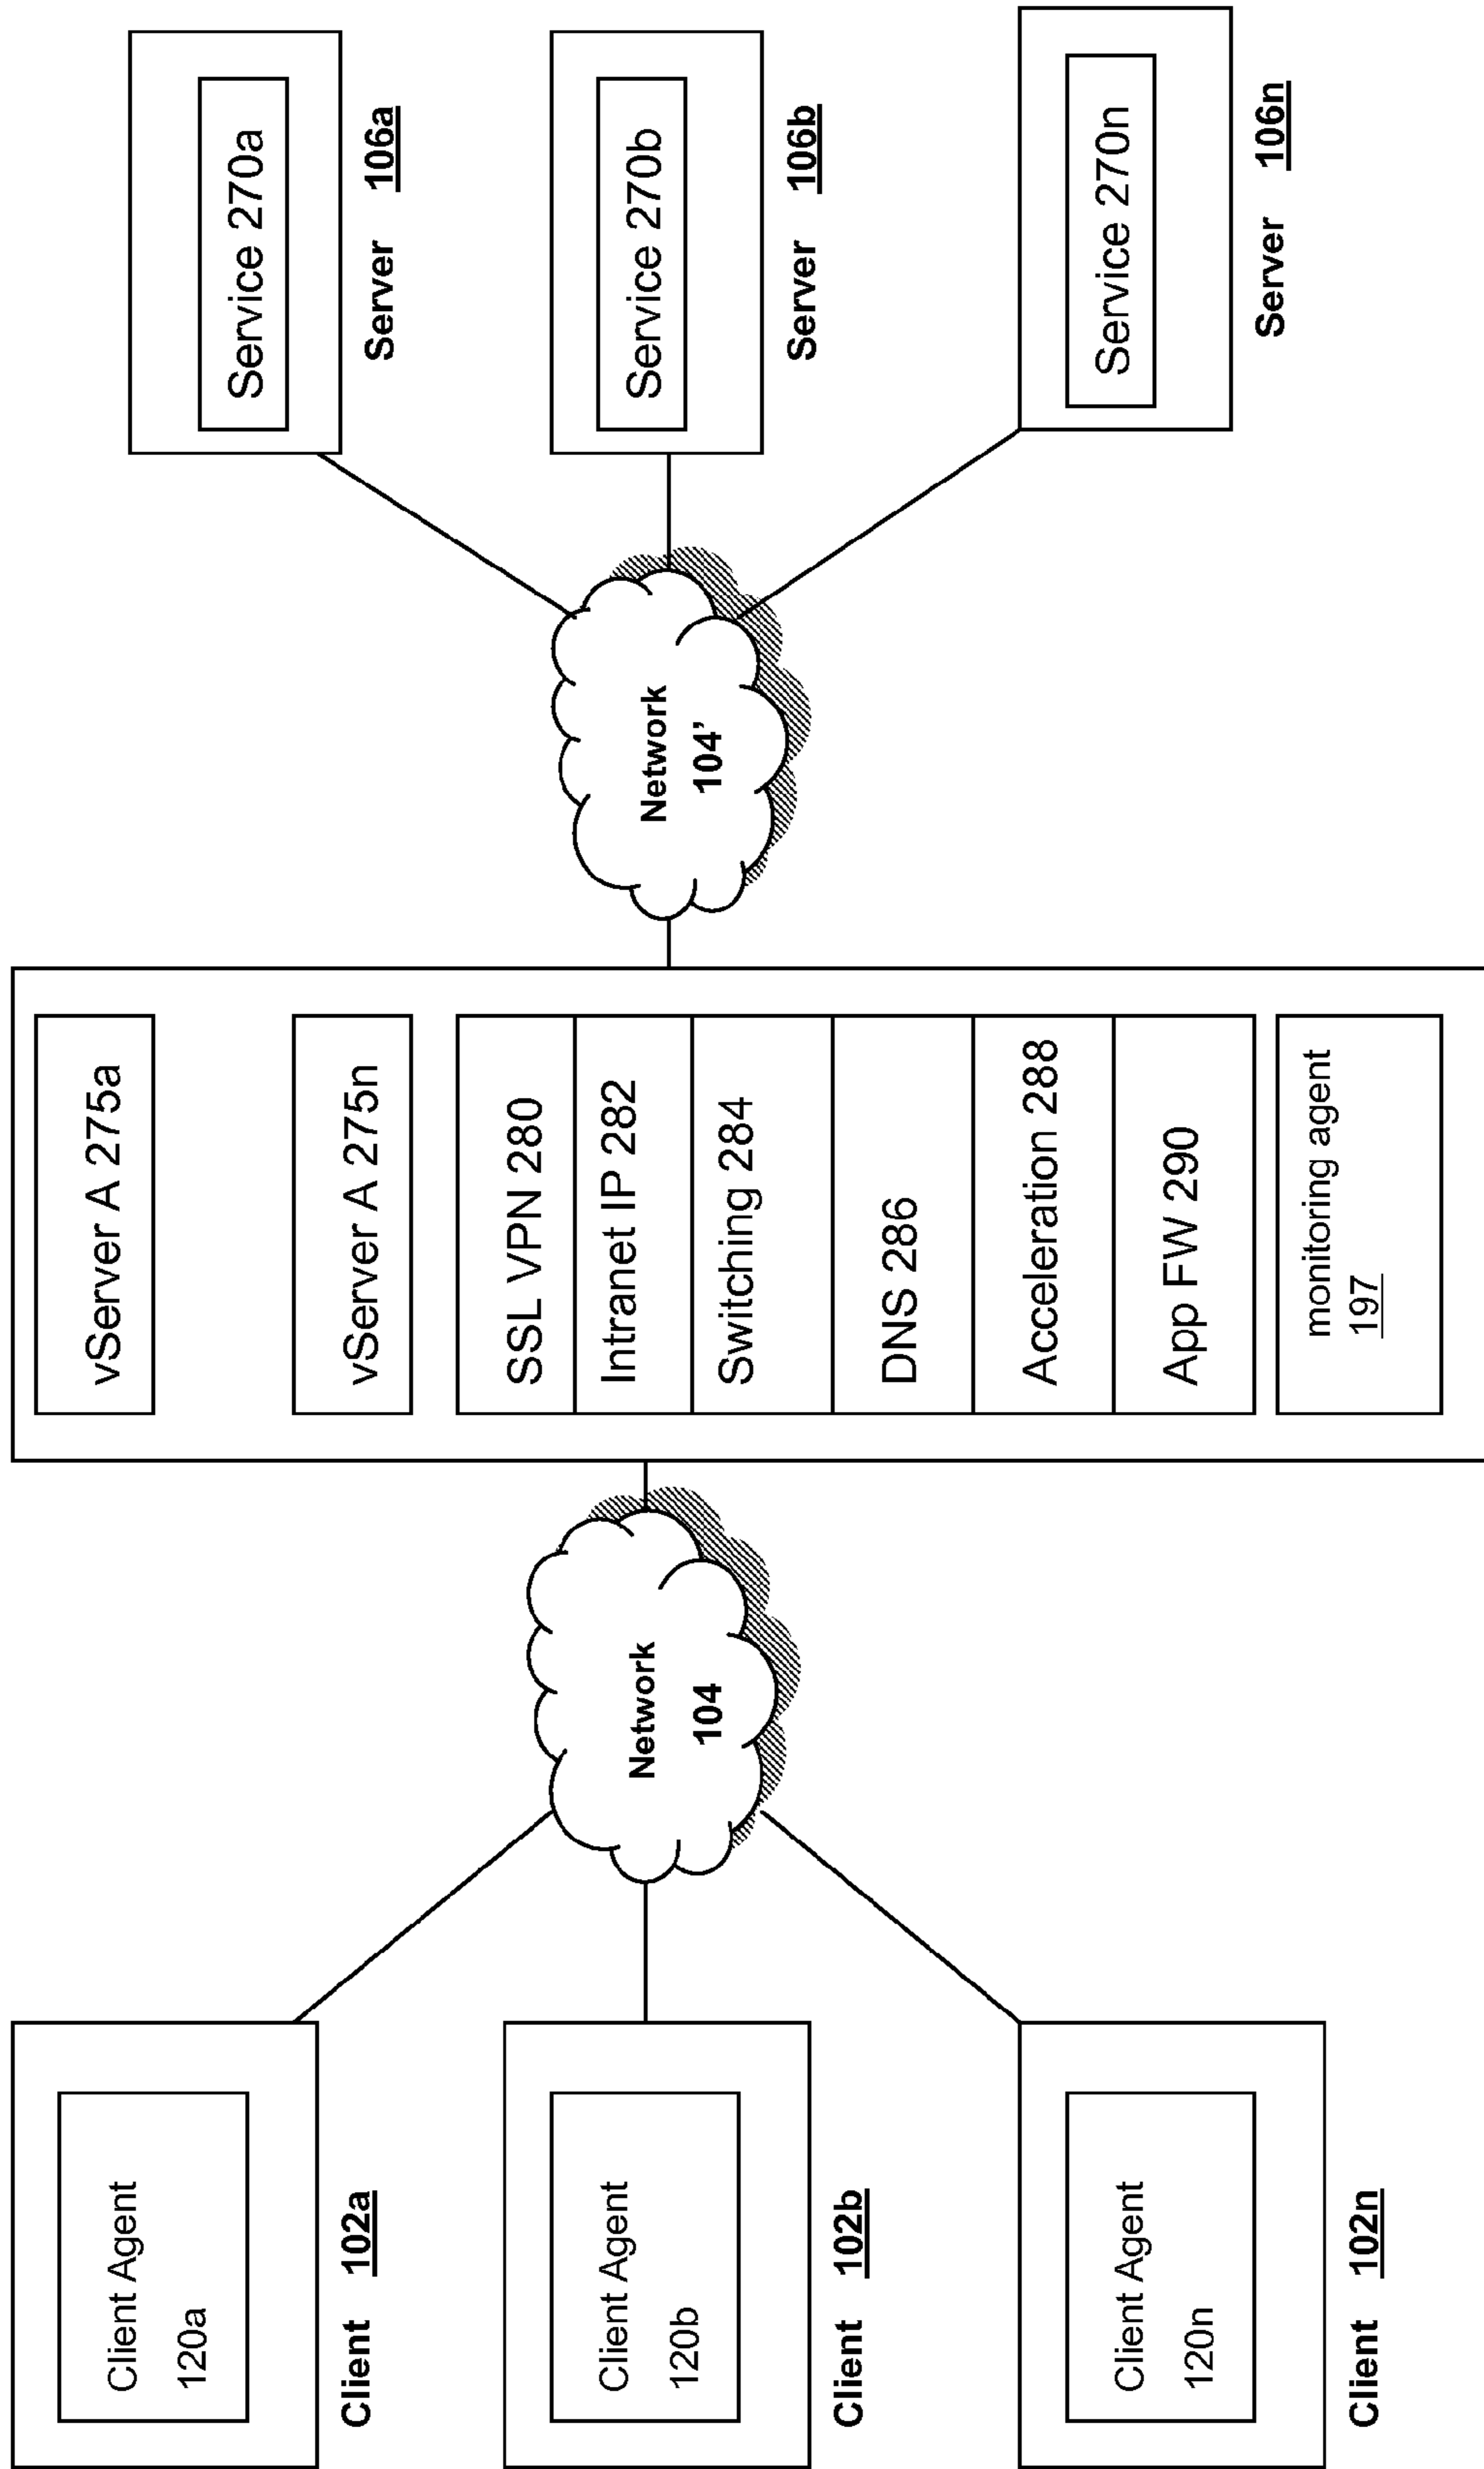 Client Agent
120a
Client 102a
Client Agent
120b
Client 102b
Client Agent
120n
Client 102n
Network
104
vServer A 275a
vServer A 275n
SSL VPN 280
Intranet IP 282
Switching 284
DNS 286
Acceleration 288
App FW 290
monitoring agent
197
Network
104’
Service 270a
Server 106a
Service 270b
Server 106b
Service 270n
Server 106n